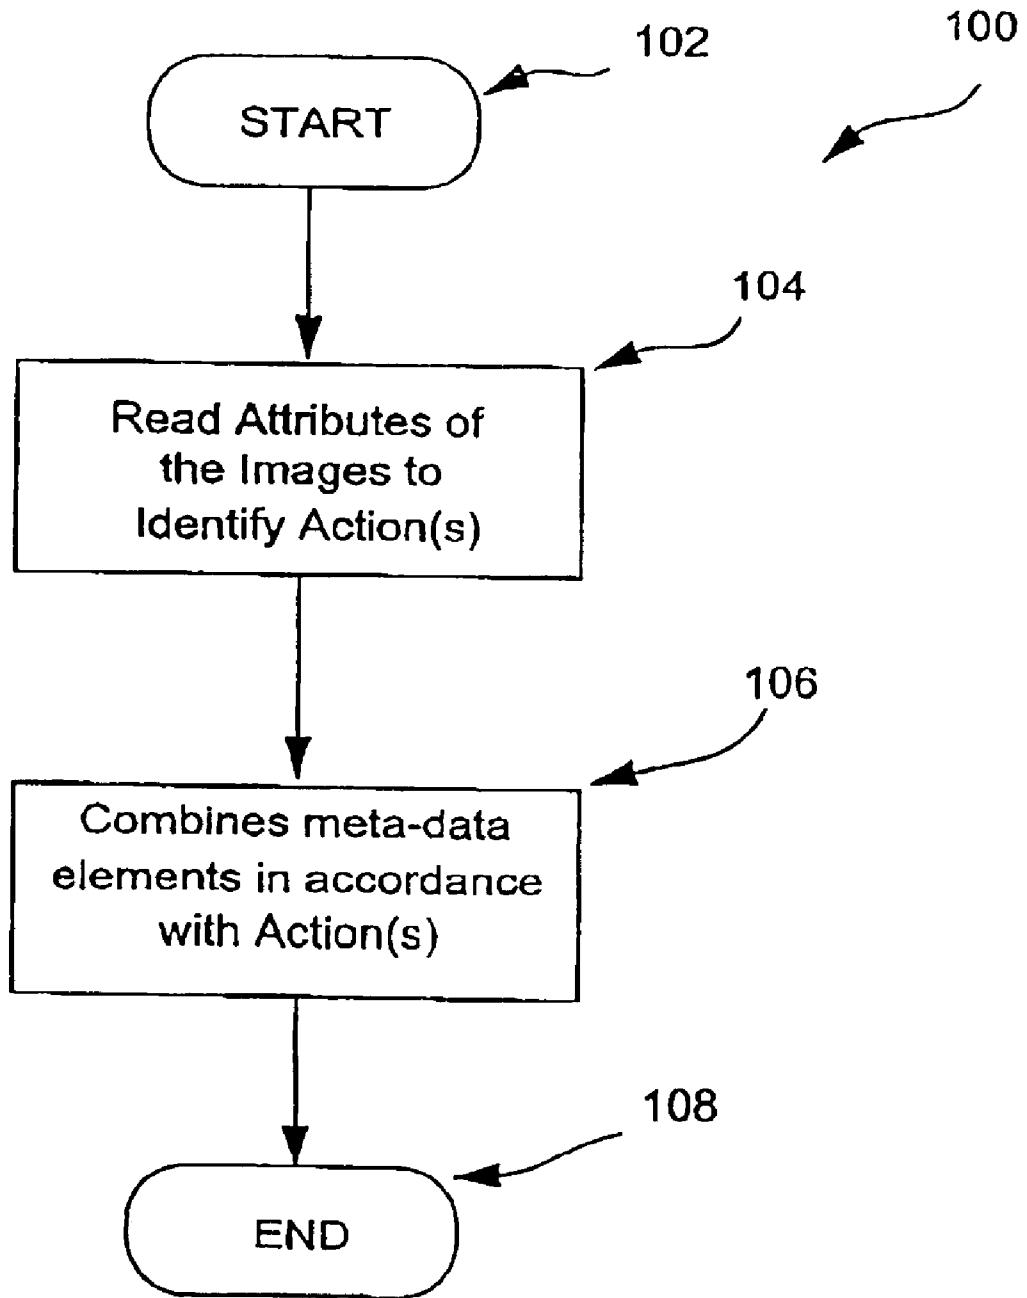 100
102
START
104
Read Attributes of
the Images to
Identify Action(s)
106
Combines meta-data
elements in accordance
with Action(s)
108
END